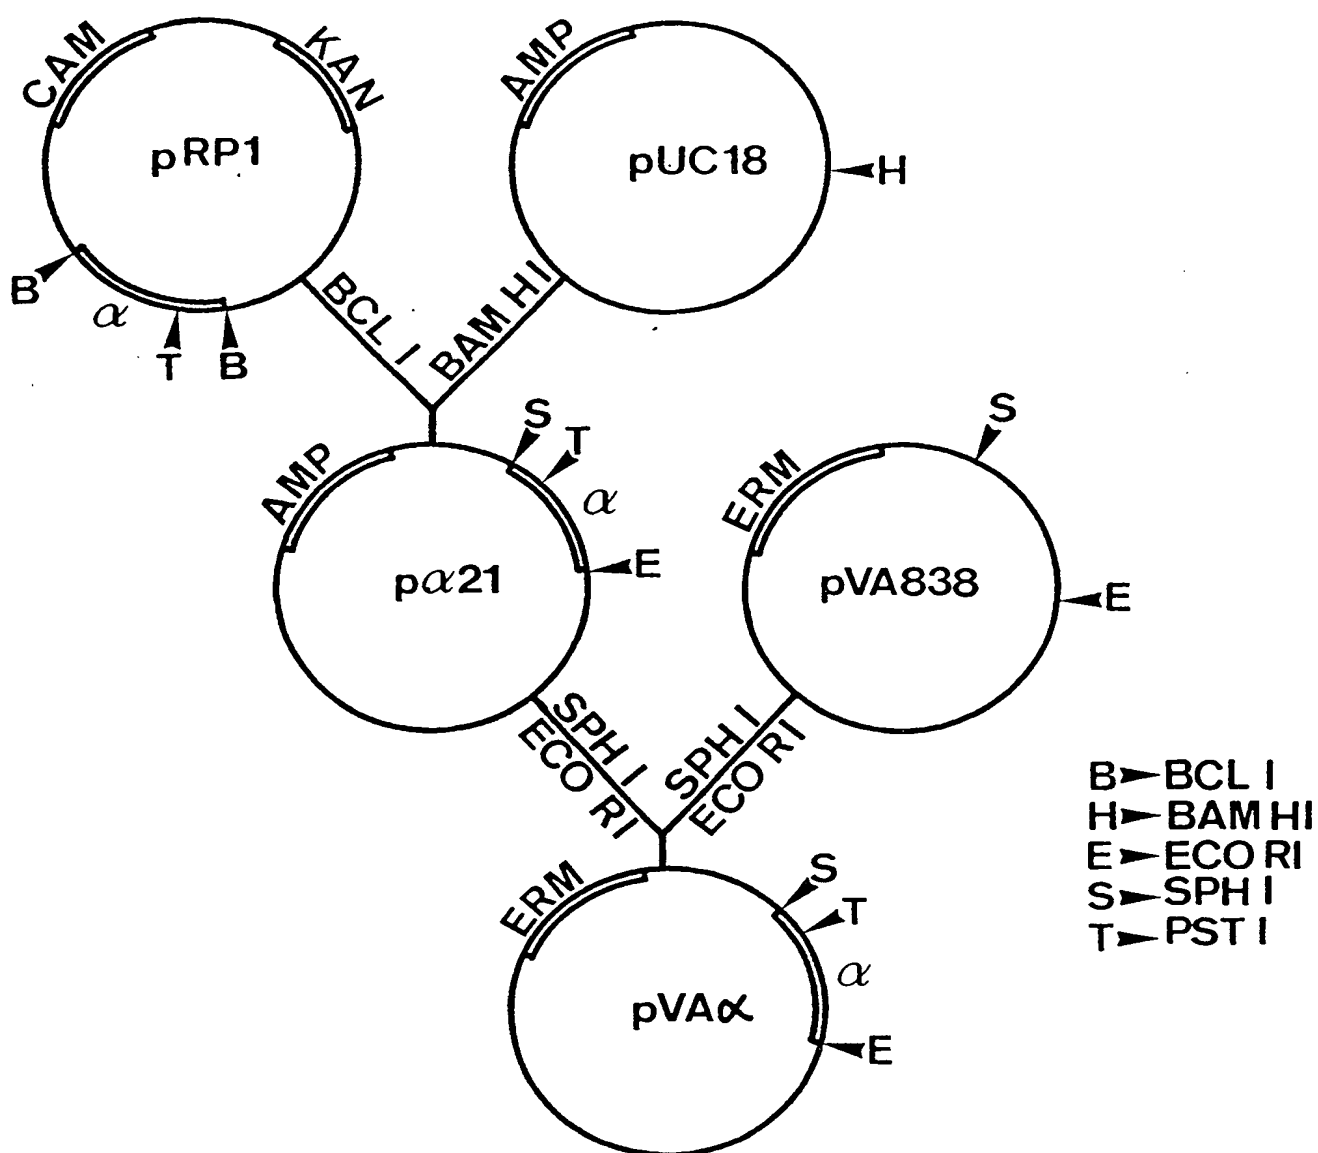 CAM
KAN
pRP1
B
α
T
B
BCL I
AMP
pUC18
H
BAM HI
AMP
S
T
α
E
pα21
SPH I
ECO RI
ERM
S
pVA838
E
SPH I
ECO RI
ERM
S
T
α
E
pVAα
B BCL I
H BAM HI
E ECO RI
S SPH I
T PST I